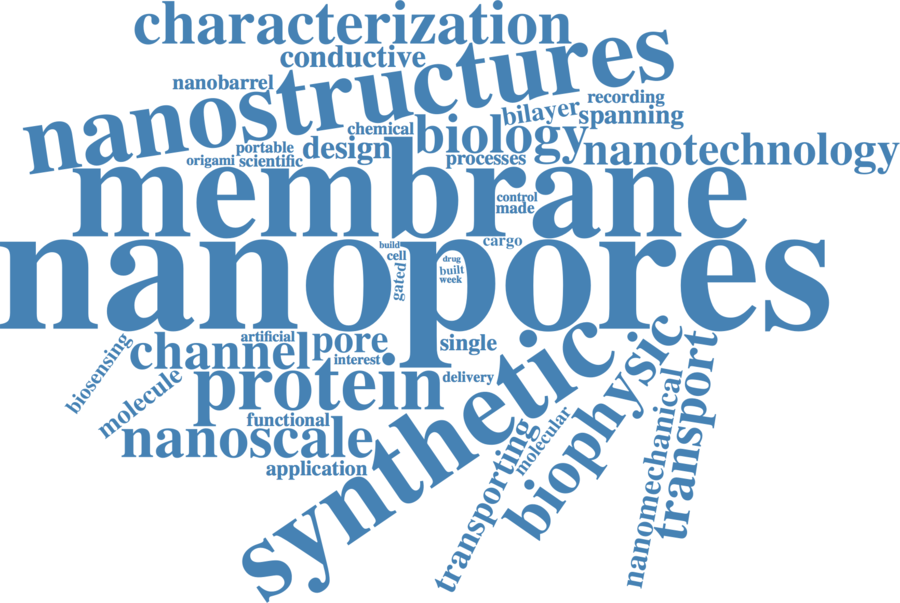 characterization
conductive
nanostructures
nanobarrel
recording
bilayer
spanning
chemical
biology
portable
design
nanotechnology
origami
scientific
processes
membrane
control
made
cargo
nanopores
build
cell
gated
drug
built
week
artificial
pore
single
channel
interest
biosensing
molecule
protein
delivery
synthetic
biophysic
transport
functional
nanoscale
molecular
application
transporting
nanomechanical